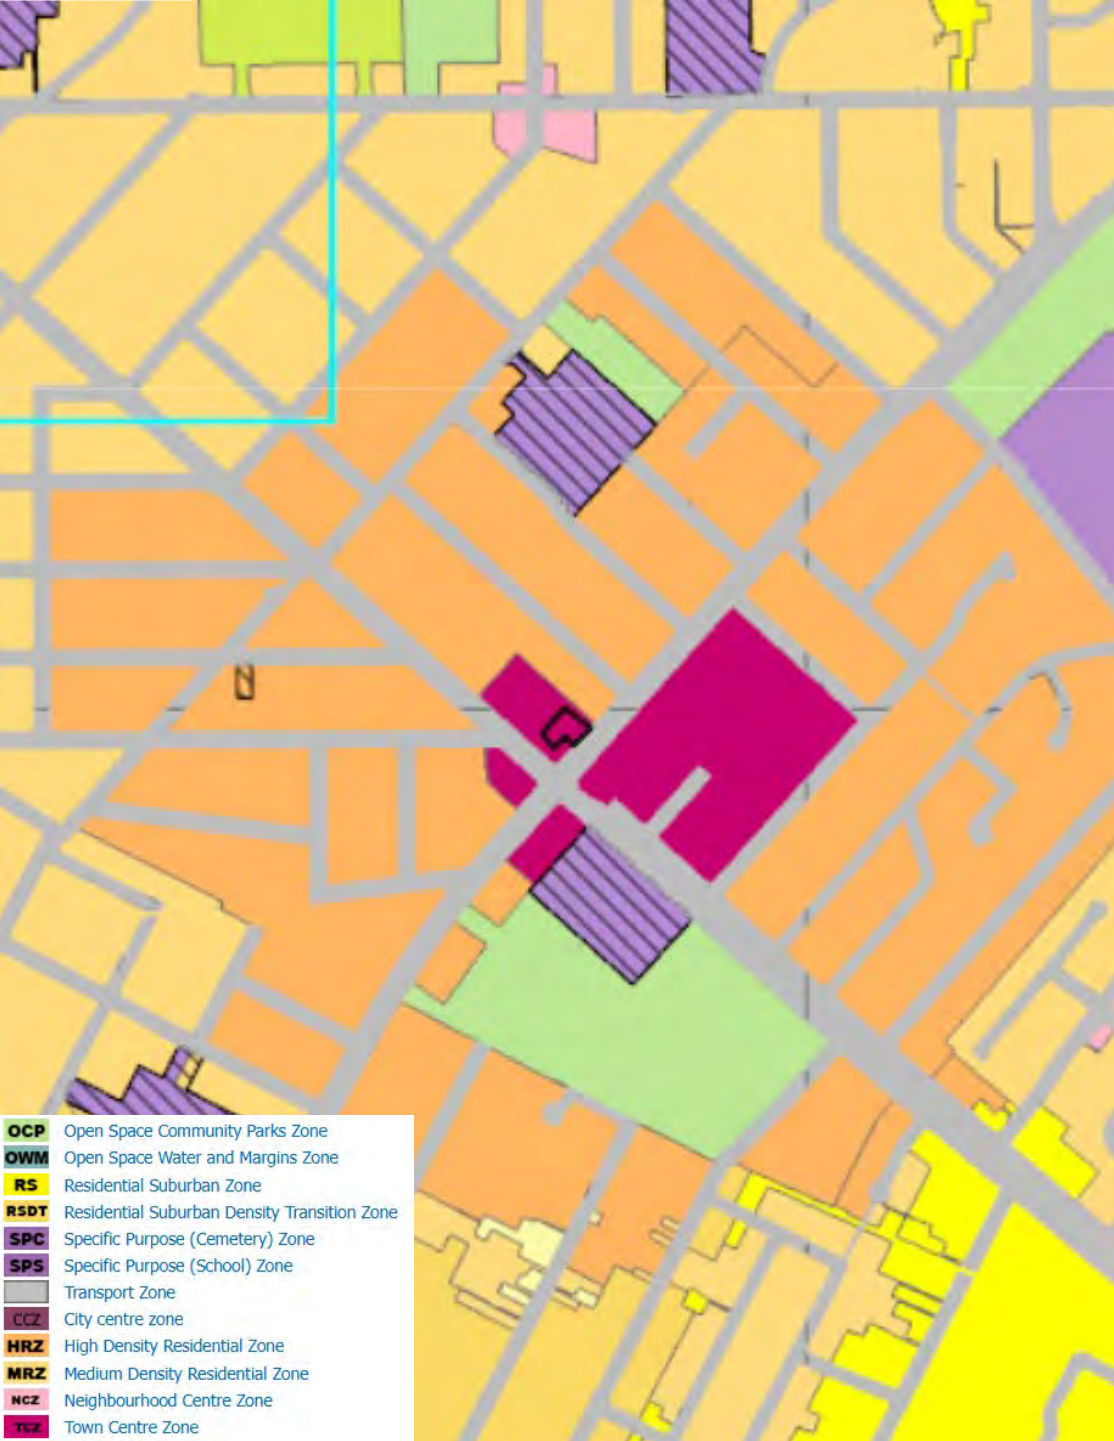 OCP Open Space Community Parks Zone
OWM Open Space Water and Margins Zone
RS Residential Suburban Zone
RSDT Residential Suburban Density Transition Zone
SPC Specific Purpose (Cemetery) Zone
SPS Specific Purpose (School) Zone
Transport Zone
CCZ City centre zone
HRZ High Density Residential Zone
MRZ Medium Density Residential Zone
NCZ Neighbourhood Centre Zone
TCZ Town Centre Zone